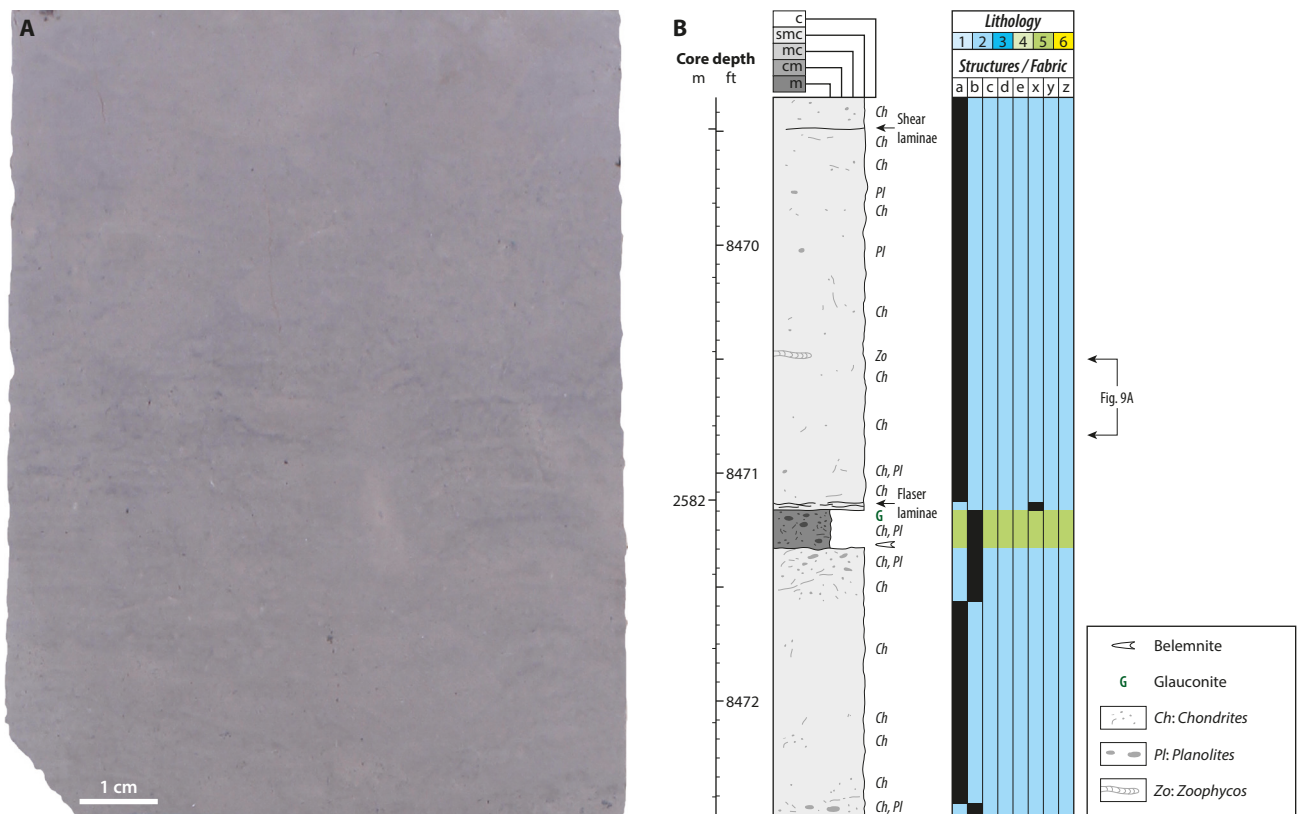 A
1 cm
B
c
smc
mc
cm
m
Core depth
m ft
Lithology
1 2 3 4 5 6
Structures / Fabric
a b c d e x y z
Ch
Shear
laminae
Ch
Ch
Pl
Ch
8470
Pl
Ch
Zo
Ch
Fig. 9A
Ch
8471
Ch, Pl
Ch
2582
Flaser
laminae
G
Ch, Pl
Ch, Pl
Ch
Ch
8472
Ch
Ch
Ch
Ch, Pl
Belemnite
G Glauconite
Ch: Chondrites
Pl: Planolites
Zo: Zoophycos